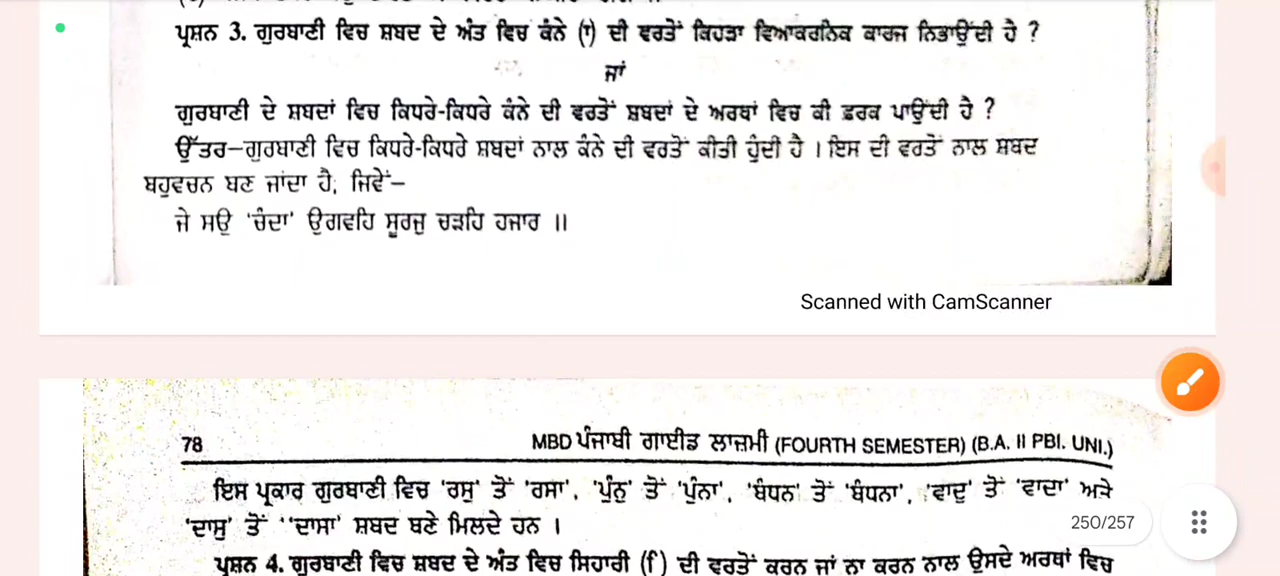 ਪ੍ਰਸ਼ਨ 3. ਗੁਰਬਾਣੀ ਵਿਚ ਸ਼ਬਦ ਦੇ ਅੰਤ ਵਿਚ ਕੰਨੇ (ਾ) ਦੀ ਵਰਤੋਂ ਕਿਹੜਾ ਵਿਆਕਰਨਿਕ ਕਾਰਜ ਨਿਭਾਉਂਦੀ ਹੈ ?
ਜਾਂ
ਗੁਰਬਾਣੀ ਦੇ ਸ਼ਬਦਾਂ ਵਿਚ ਕਿਧਰੇ-ਕਿਧਰੇ ਕੰਨੇ ਦੀ ਵਰਤੋਂ ਸ਼ਬਦਾਂ ਦੇ ਅਰਥਾਂ ਵਿਚ ਕੀ ਫ਼ਰਕ ਪਾਉਂਦੀ ਹੈ ?
ਉੱਤਰ—ਗੁਰਬਾਣੀ ਵਿਚ ਕਿਧਰੇ-ਕਿਧਰੇ ਸ਼ਬਦਾਂ ਨਾਲ ਕੰਨੇ ਦੀ ਵਰਤੋਂ ਕੀਤੀ ਹੁੰਦੀ ਹੈ । ਇਸ ਦੀ ਵਰਤੋਂ ਨਾਲ ਸ਼ਬਦ
ਬਹੁਵਚਨ ਬਣ ਜਾਂਦਾ ਹੈ; ਜਿਵੇਂ—
ਜੇ ਸਉ 'ਚੰਦਾ' ਉਗਵਹਿ ਸੂਰਜੁ ਚੜਹਿ ਹਜਾਰ ॥
Scanned with CamScanner
78
MBD ਪੰਜਾਬੀ ਗਾਈਡ ਲਾਜ਼ਮੀ (FOURTH SEMESTER) (B.A. II PBI. UNI.)
ਇਸ ਪ੍ਰਕਾਰ ਗੁਰਬਾਣੀ ਵਿਚ 'ਰਸੁ' ਤੋਂ 'ਰਸਾ', 'ਪੁੰਨੁ' ਤੋਂ 'ਪੁੰਨਾ', 'ਬੰਧਨ' ਤੋਂ 'ਬੰਧਨਾ', 'ਵਾਦੁ' ਤੋਂ 'ਵਾਦਾ' ਅਤੇ
'ਦਾਸੁ' ਤੋਂ ''ਦਾਸਾ' ਸ਼ਬਦ ਬਣੇ ਮਿਲਦੇ ਹਨ ।
250/257
ਪ੍ਰਸ਼ਨ 4. ਗੁਰਬਾਣੀ ਵਿਚ ਸ਼ਬਦ ਦੇ ਅੰਤ ਵਿਚ ਸਿਹਾਰੀ (ਿ) ਦੀ ਵਰਤੋਂ ਕਰਨ ਜਾਂ ਨਾ ਕਰਨ ਨਾਲ ਉਸਦੇ ਅਰਥਾਂ ਵਿਚ